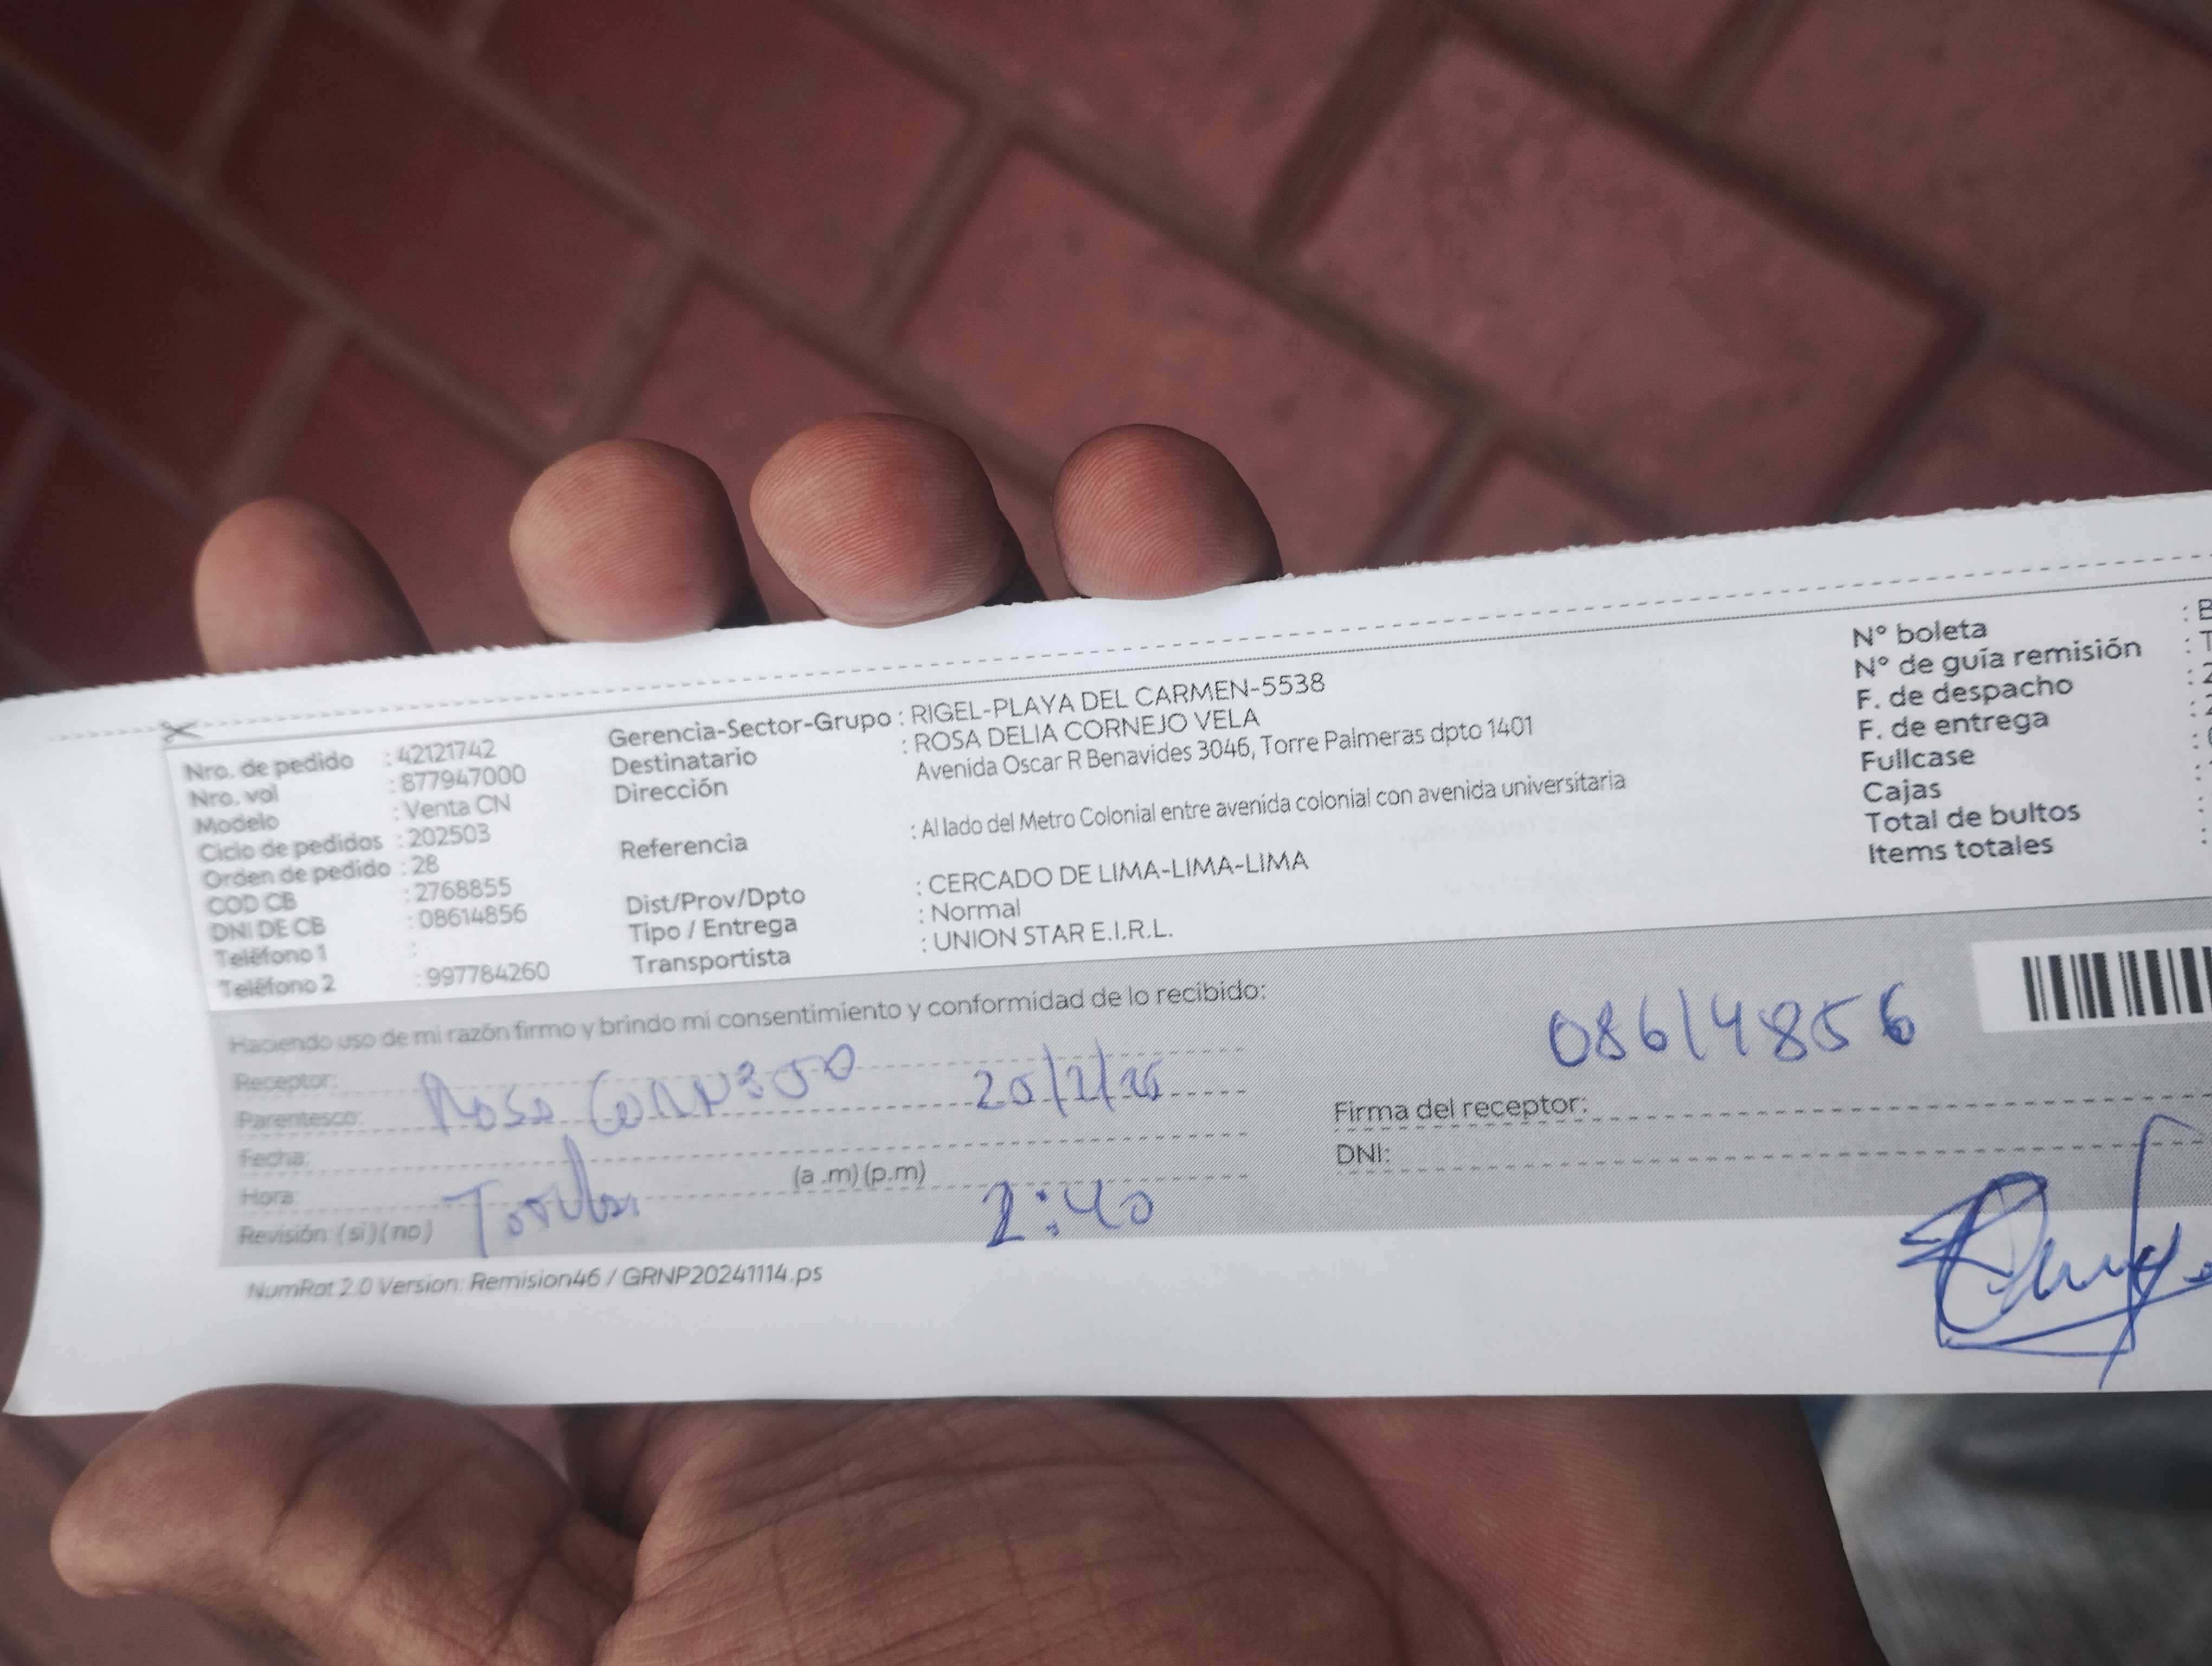 Nro. de pedido : 42121742
Nro. vol : 877947000
Modelo : Venta CN
Ciclo de pedidos : 202503
Orden de pedido : 28
COD CB : 2768855
DNI DE CB : 08614856
Teléfono 1 :
Teléfono 2 : 997784260
Gerencia-Sector-Grupo : RIGEL-PLAYA DEL CARMEN-5538
Destinatario : ROSA DELIA CORNEJO VELA
Dirección Avenida Oscar R Benavides 3046, Torre Palmeras dpto 1401
Referencia : Al lado del Metro Colonial entre avenida colonial con avenida universitaria
Dist/Prov/Dpto : CERCADO DE LIMA-LIMA-LIMA
Tipo / Entrega : Normal
Transportista : UNION STAR E.I.R.L.
N° boleta : B
N° de guía remisión : T
F. de despacho : 2
F. de entrega : 2
Fullcase :
Cajas :
Total de bultos :
Items totales :
Haciendo uso de mi razón firmo y brindo mi consentimiento y conformidad de lo recibido:
Receptor:
Parentesco: Rosa Cornejo
Fecha:
Hora: (a .m) (p.m)
Revisión: (si) (no) Titular 2:40
08614856
Firma del receptor:
DNI:
NumRat 2.0 Version: Remision46 / GRNP20241114.ps